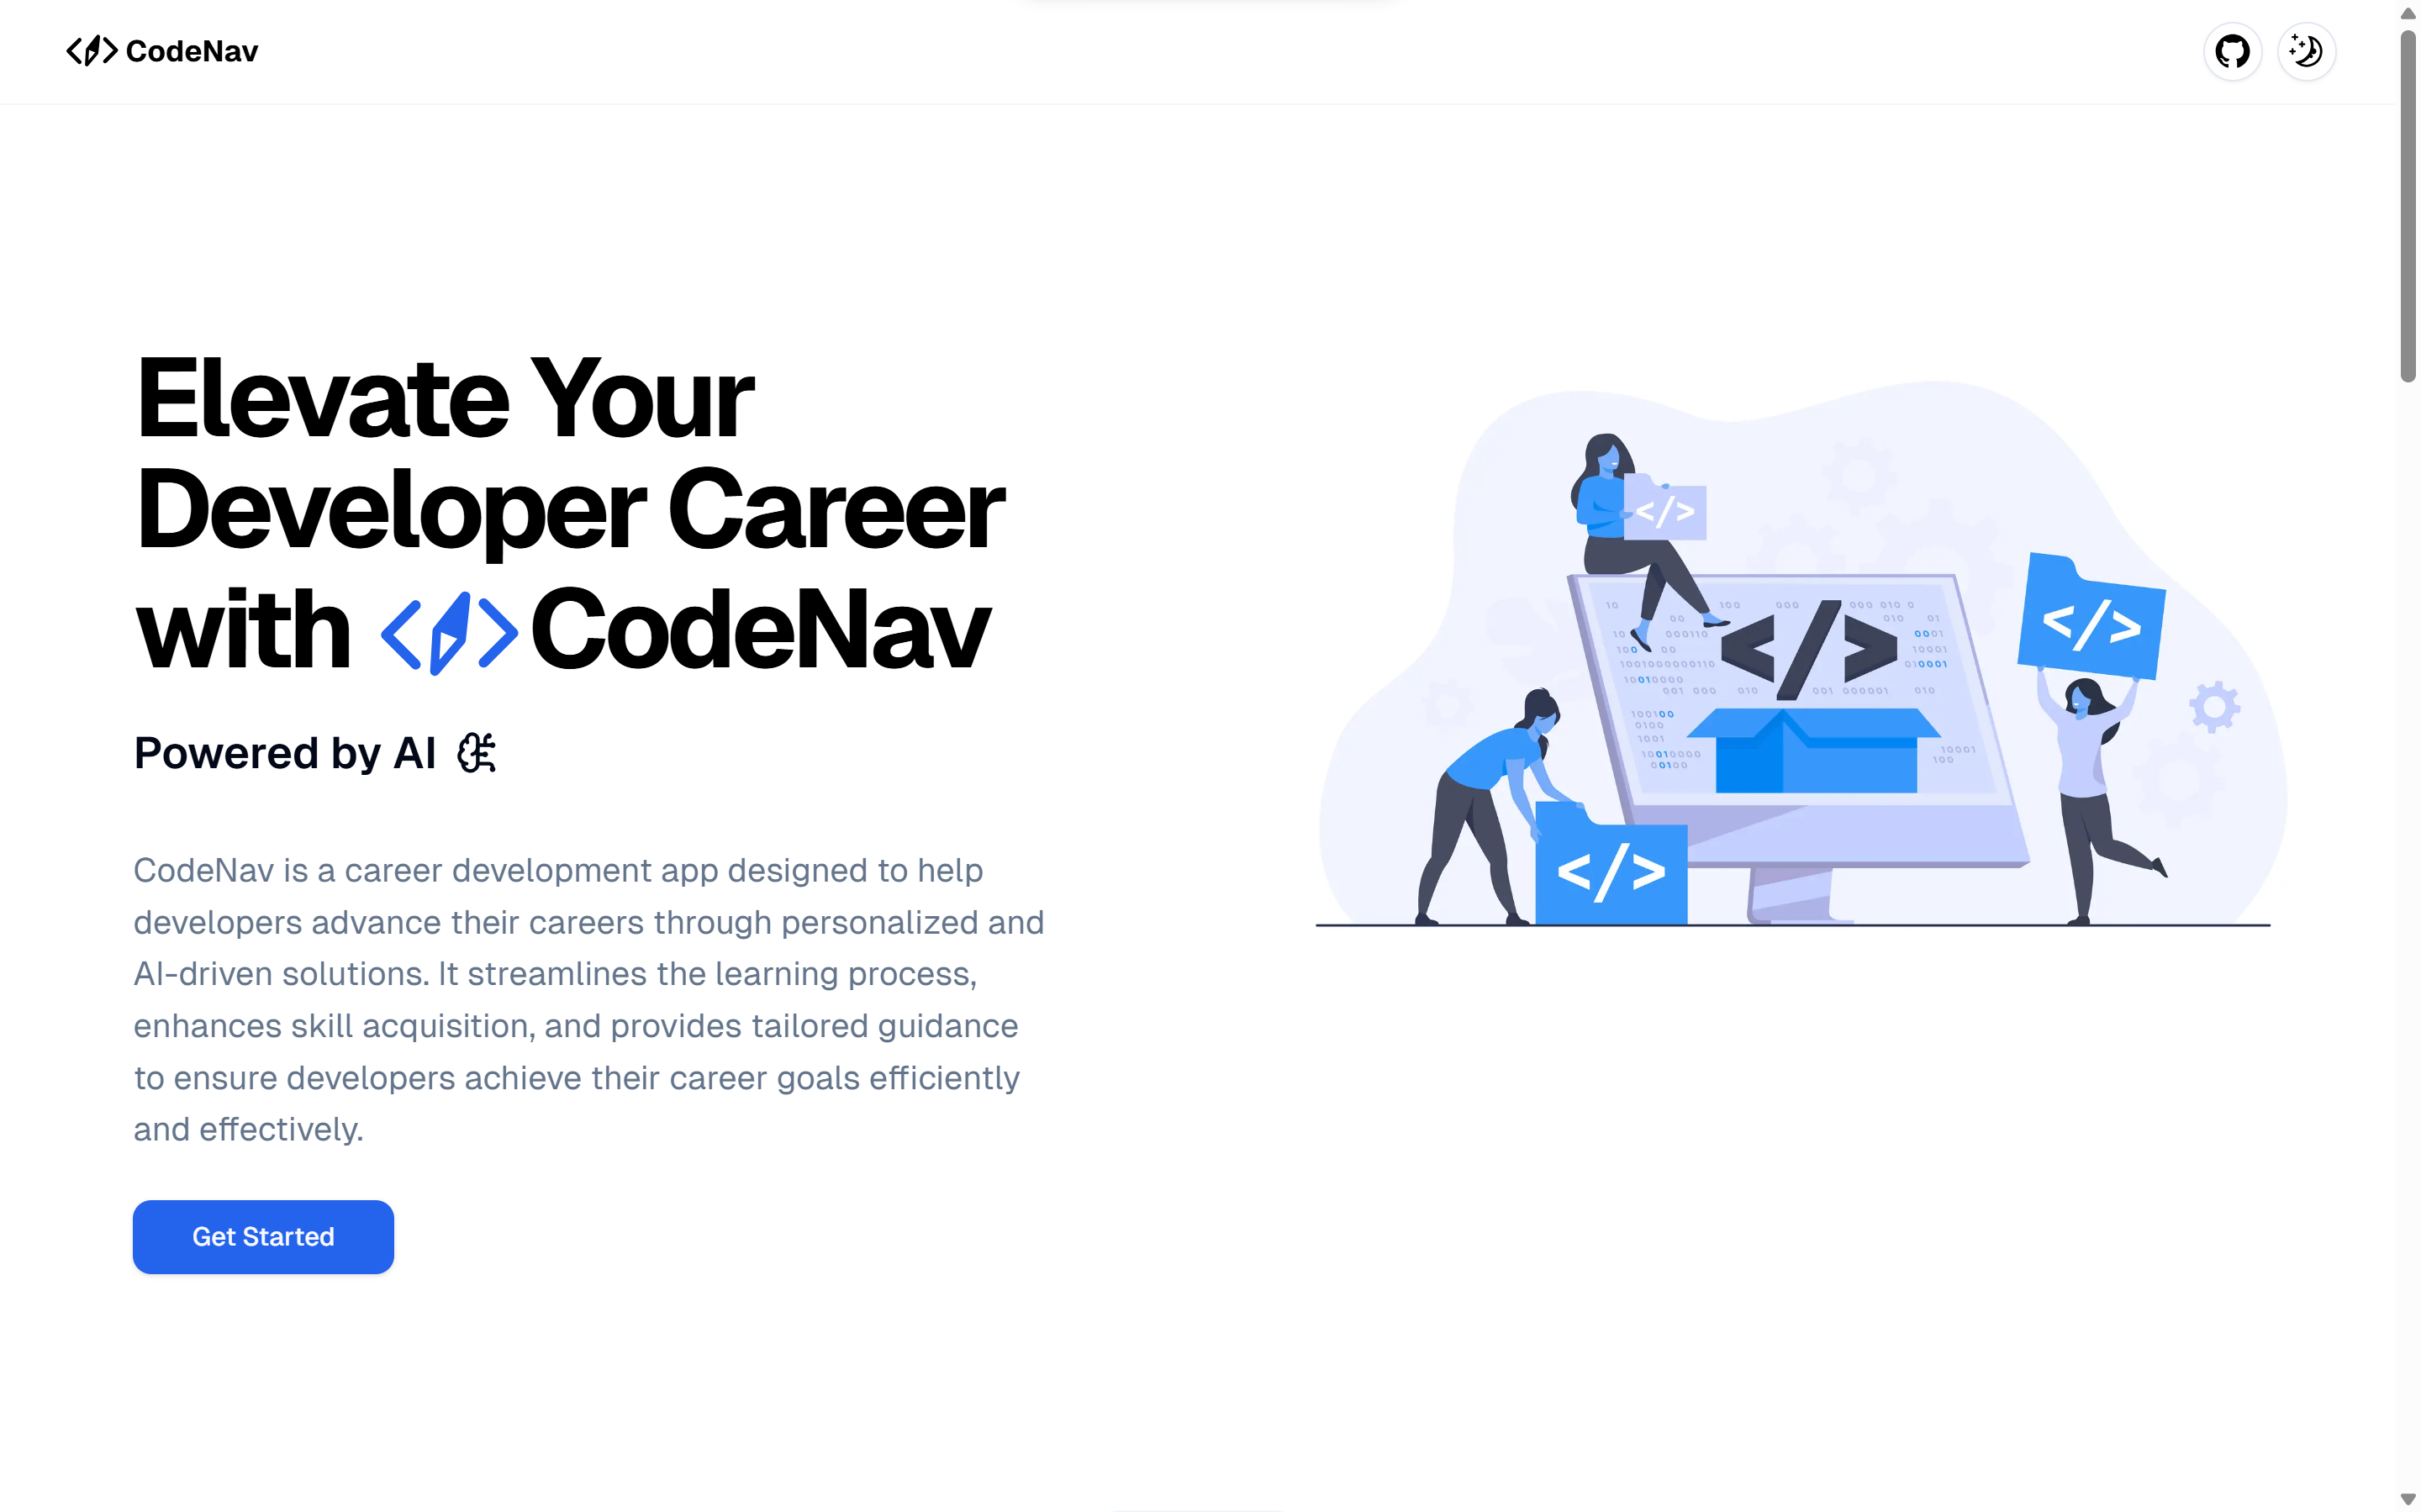 CodeNav
Elevate Your
Developer Career
with CodeNav
Powered by AI
CodeNav is a career development app designed to help
developers advance their careers through personalized and
AI-driven solutions. It streamlines the learning process,
enhances skill acquisition, and provides tailored guidance
to ensure developers achieve their career goals efficiently
and effectively.
Get Started